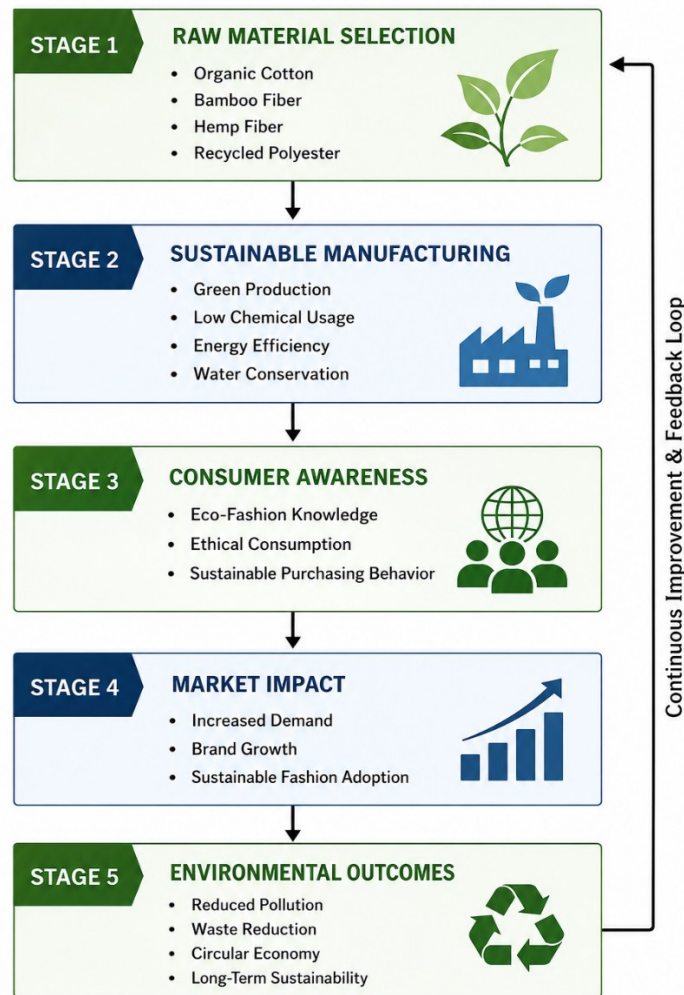 STAGE 1
RAW MATERIAL SELECTION
• Organic Cotton
• Bamboo Fiber
• Hemp Fiber
• Recycled Polyester
STAGE 2
SUSTAINABLE MANUFACTURING
• Green Production
• Low Chemical Usage
• Energy Efficiency
• Water Conservation
STAGE 3
CONSUMER AWARENESS
• Eco-Fashion Knowledge
• Ethical Consumption
• Sustainable Purchasing Behavior
STAGE 4
MARKET IMPACT
• Increased Demand
• Brand Growth
• Sustainable Fashion Adoption
STAGE 5
ENVIRONMENTAL OUTCOMES
• Reduced Pollution
• Waste Reduction
• Circular Economy
• Long-Term Sustainability
Continuous Improvement & Feedback Loop